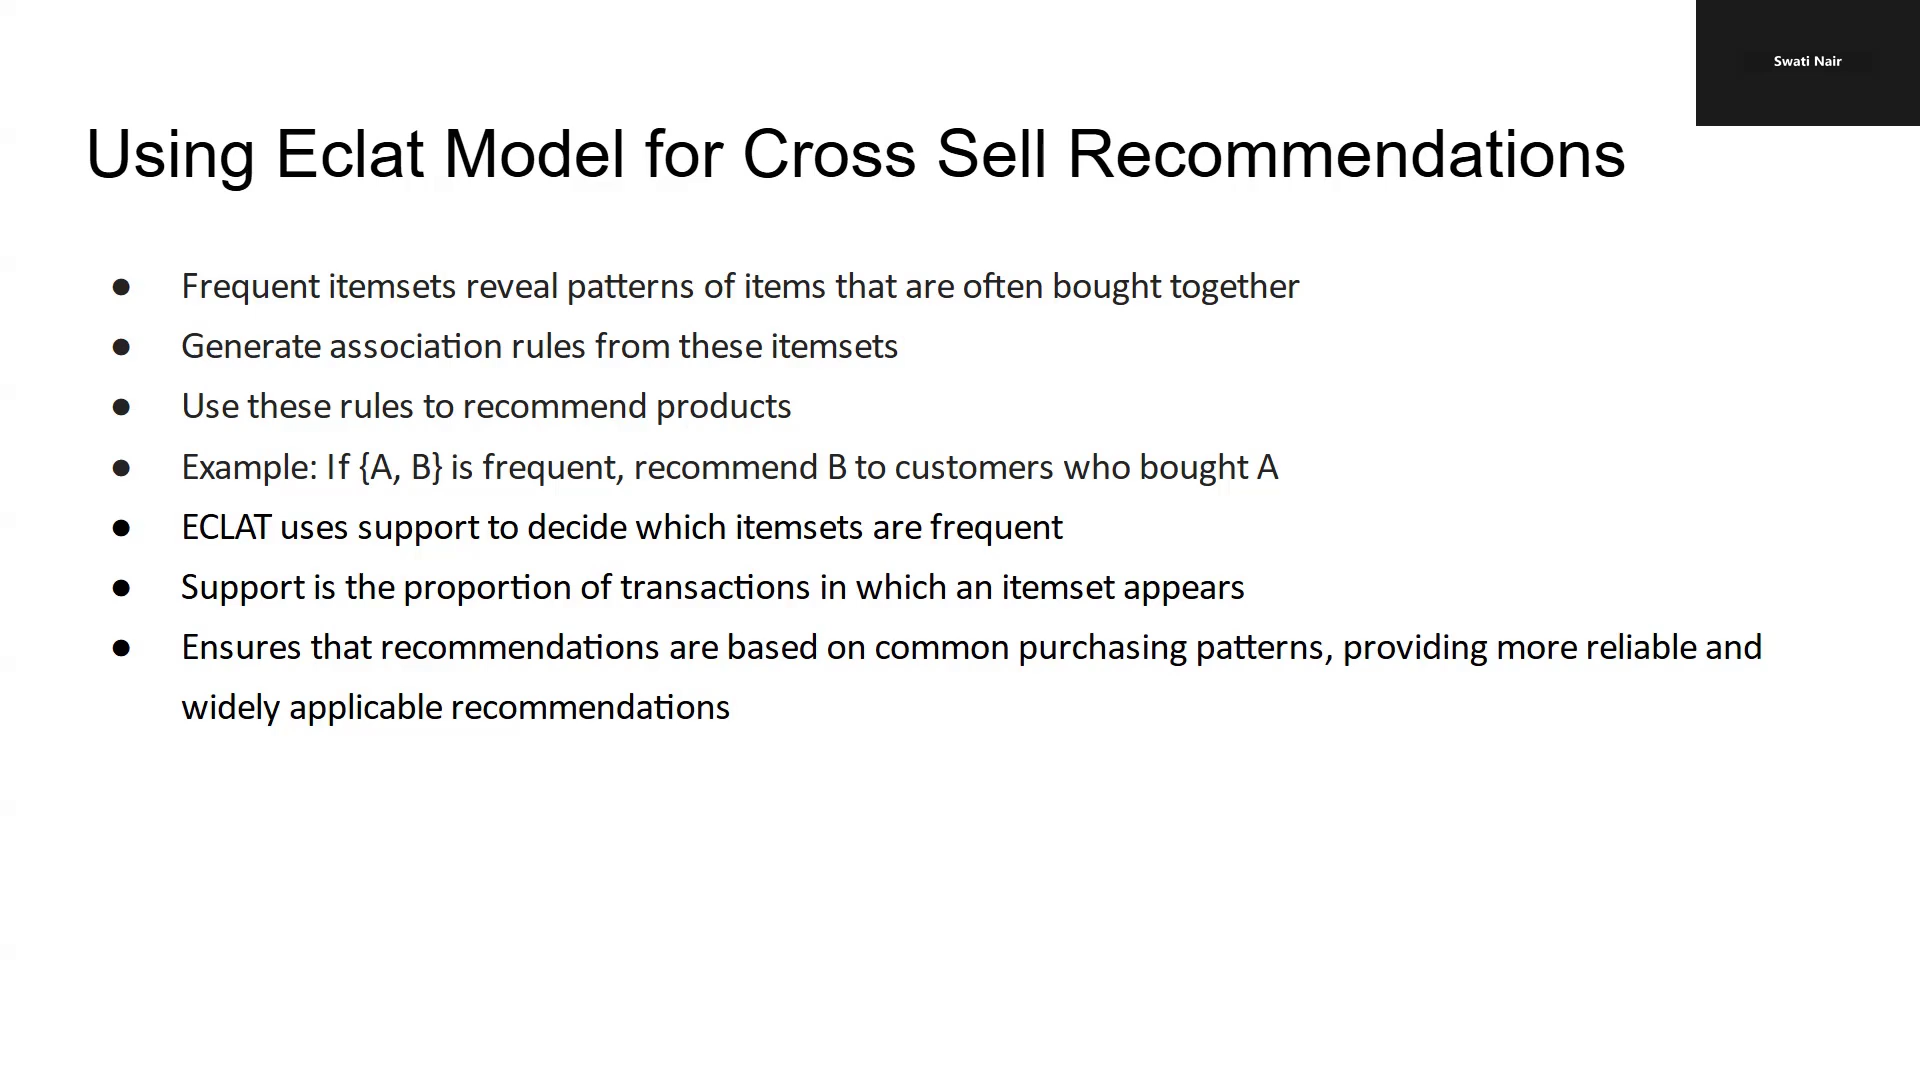 Swati Nair
Using Eclat Model for Cross Sell Recommendations
● Frequent itemsets reveal patterns of items that are often bought together
● Generate association rules from these itemsets
● Use these rules to recommend products
● Example: If {A, B} is frequent, recommend B to customers who bought A
● ECLAT uses support to decide which itemsets are frequent
● Support is the proportion of transactions in which an itemset appears
● Ensures that recommendations are based on common purchasing patterns, providing more reliable and
widely applicable recommendations